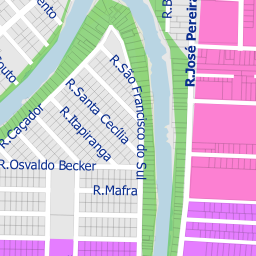 R.São Francisco do Sul
R.José Pereira
R.Santa Cecília
R.Itapiranga
R.Caçador
R.Osvaldo Becker
R.Mafra